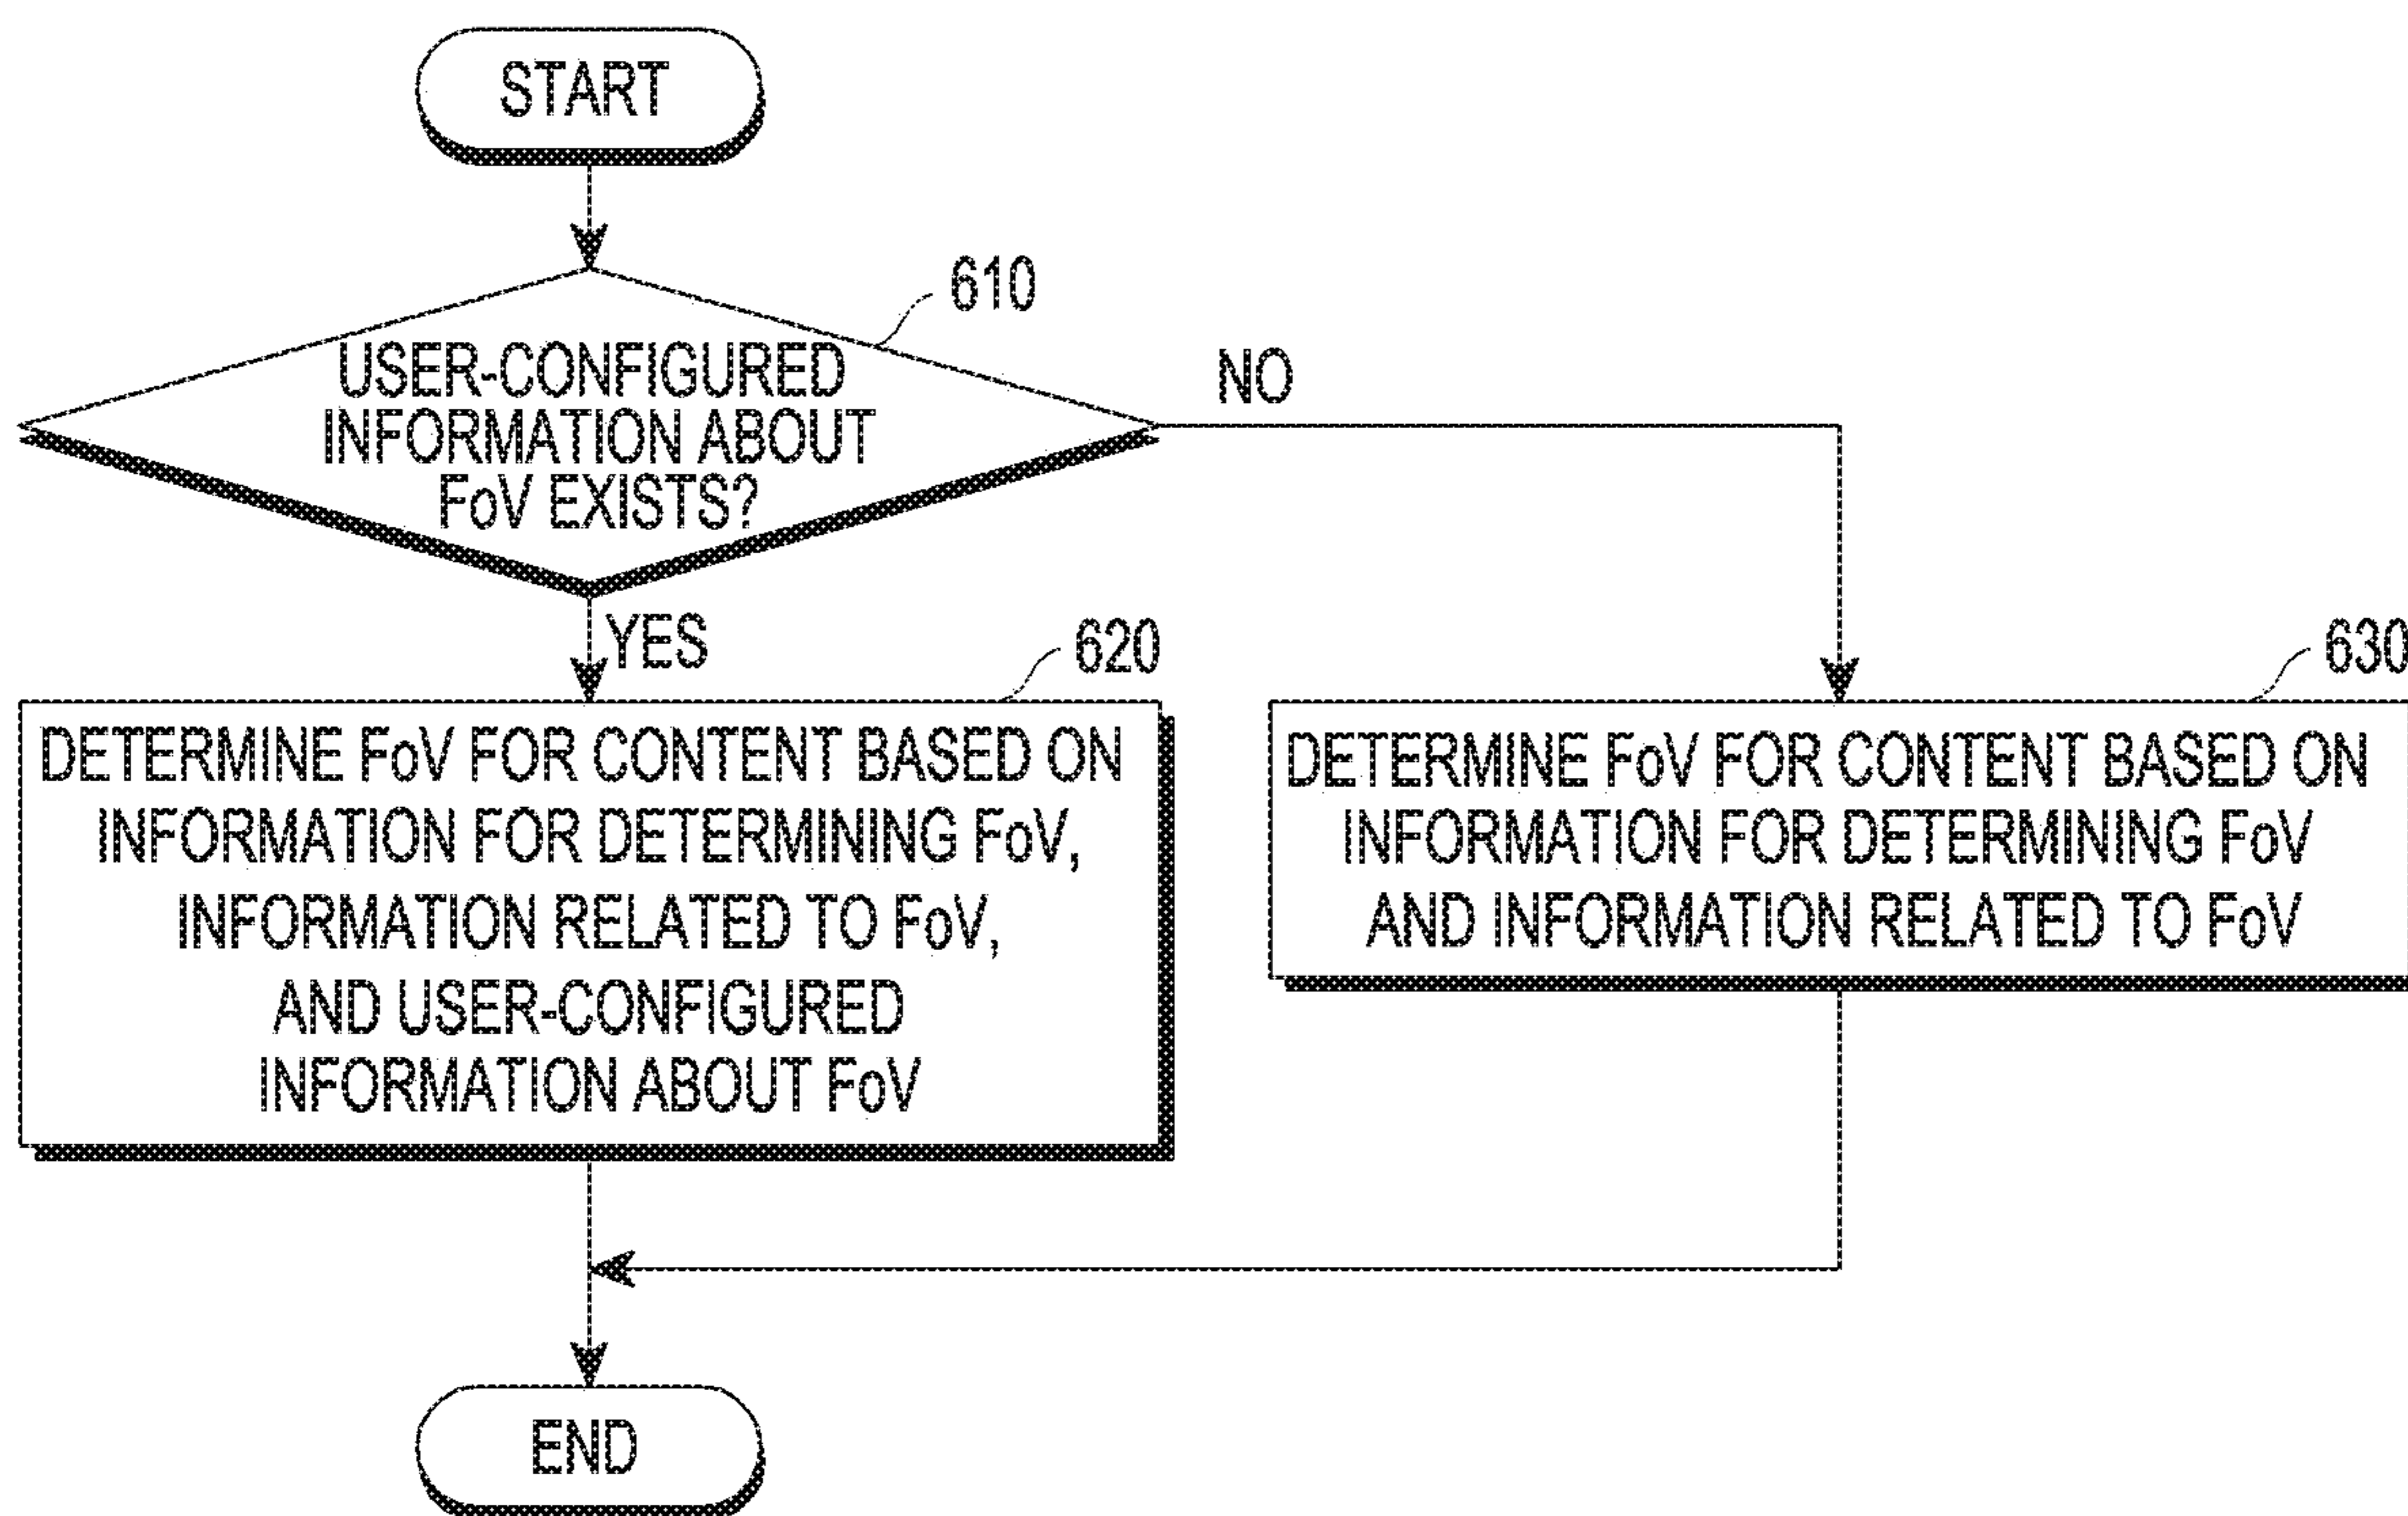 START
610
USER-CONFIGURED
INFORMATION ABOUT
FoV EXISTS?
NO
YES
620
DETERMINE FoV FOR CONTENT BASED ON
INFORMATION FOR DETERMINING FoV,
INFORMATION RELATED TO FoV,
AND USER-CONFIGURED
INFORMATION ABOUT FoV
630
DETERMINE FoV FOR CONTENT BASED ON
INFORMATION FOR DETERMINING FoV
AND INFORMATION RELATED TO FoV
END